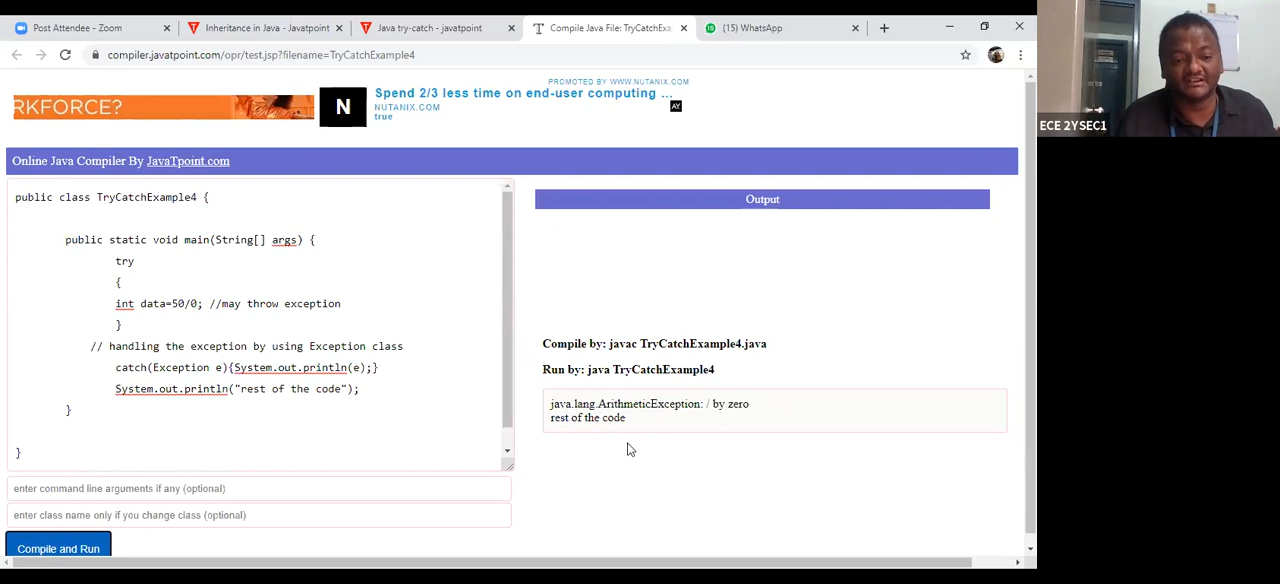 Post Attendee - Zoom
Inheritance in Java - Javatpoint
Java try-catch - javatpoint
Compile Java File: TryCatchExa
(15) WhatsApp
compiler.javatpoint.com/opr/test.jsp?filename=TryCatchExample4
RKFORCE?
N
PROMOTED BY WWW.NUTANIX.COM
Spend 2/3 less time on end-user computing ...
NUTANIX.COM
true
ECE 2YSEC1
Online Java Compiler By JavaTpoint.com
public class TryCatchExample4 {
public static void main(String[] args) {
try
{
int data=50/0; //may throw exception
}
// handling the exception by using Exception class
catch(Exception e){System.out.println(e);}
System.out.println("rest of the code");
}
}
Output
Compile by: javac TryCatchExample4.java
Run by: java TryCatchExample4
java.lang.ArithmeticException: / by zero
rest of the code
enter command line arguments if any (optional)
enter class name only if you change class (optional)
Compile and Run